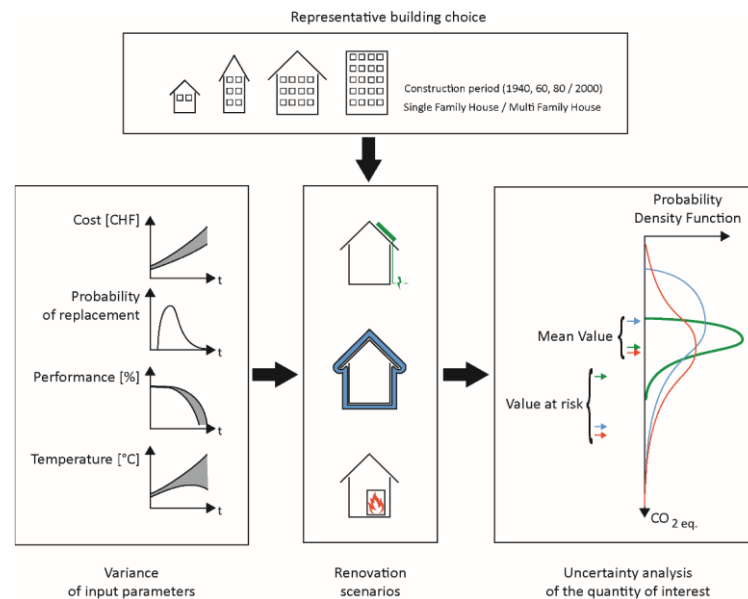 Representative building choice
Construction period (1940, 60, 80 / 2000)
Single Family House / Multi Family House
Cost [CHF]
t
Probability
of replacement
t
Performance [%]
t
Temperature [°C]
t
Variance
of input parameters
Renovation
scenarios
Probability
Density Function
Mean Value
Value at risk
CO2 eq.
Uncertainty analysis
of the quantity of interest